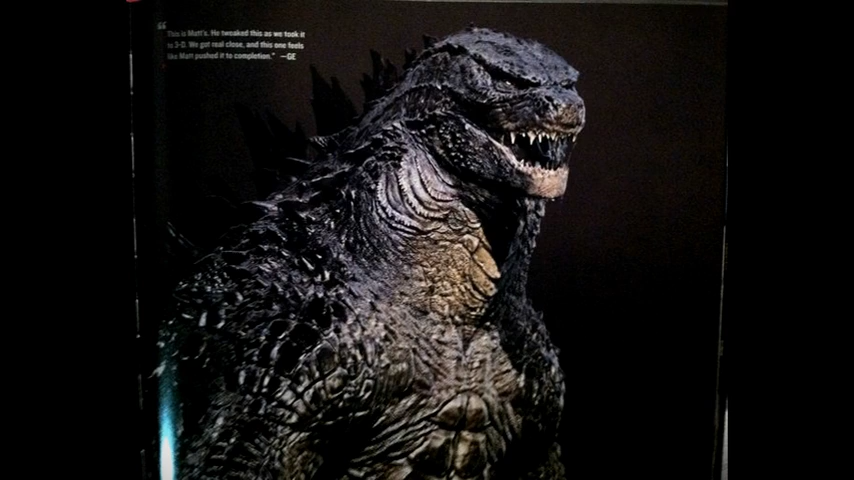 “This is Matt's. He tweaked this as we took it
to 3-D. We got real close, and this one feels
like Matt pushed it to completion.” —GE